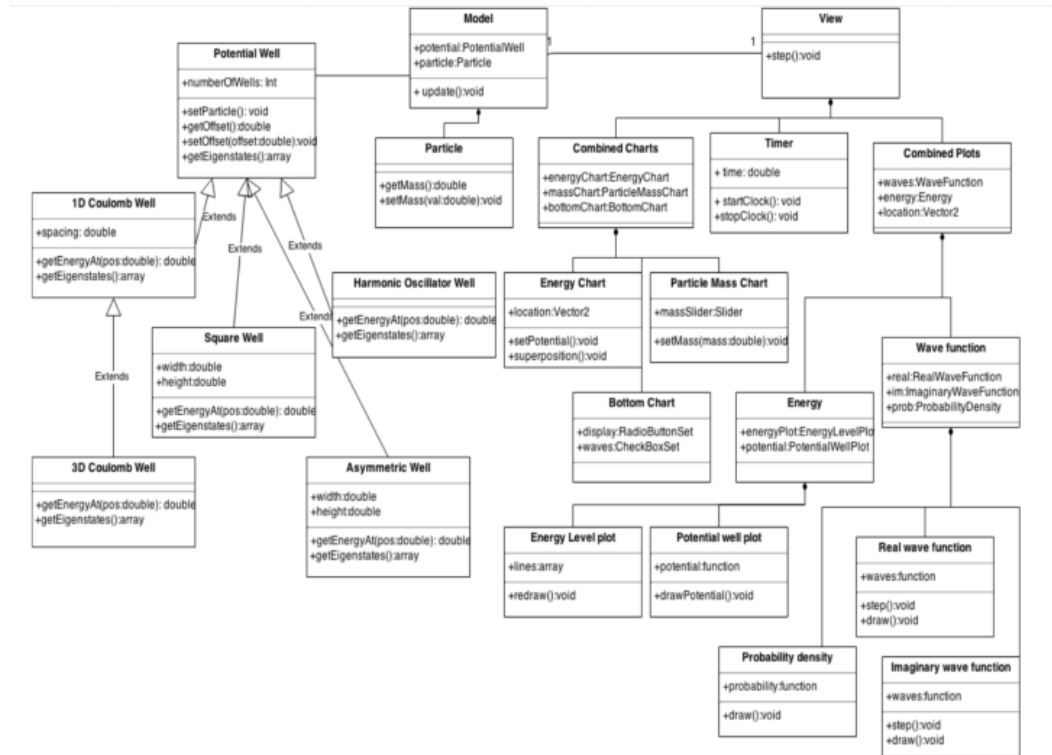 Model
+potential:PotentialWell
+particle:Particle
+ update():void
1
1
View
+step():void
Potential Well
+numberOfWells: Int
+setParticle(): void
+getOffset():double
+setOffset(offset:double):void
+getEigenstates():array
Particle
+getMass():double
+setMass(val:double):void
Combined Charts
+energyChart:EnergyChart
+massChart:ParticleMassChart
+bottomChart:BottomChart
Timer
+ time: double
+ startClock(): void
+stopClock(): void
Combined Plots
+waves:WaveFunction
+energy:Energy
+location:Vector2
1D Coulomb Well
+spacing: double
+getEnergyAt(pos:double): double
+getEigenstates():array
Extends
Extends
Extends
Extends
Extends
Harmonic Oscillator Well
+getEnergyAt(pos:double): double
+getEigenstates():array
Energy Chart
+location:Vector2
+setPotential():void
+superposition():void
Particle Mass Chart
+massSlider:Slider
+setMass(mass:double):void
Square Well
+width:double
+height:double
+getEnergyAt(pos:double): double
+getEigenstates():array
Wave function
+real:RealWaveFunction
+im:ImaginaryWaveFunction
+prob:ProbabilityDensity
Bottom Chart
+display:RadioButtonSet
+waves:CheckBoxSet
Energy
+energyPlot:EnergyLevelPlo
+potential:PotentialWellPlot
3D Coulomb Well
+getEnergyAt(pos:double): double
+getEigenstates():array
Asymmetric Well
+width:double
+height:double
+getEnergyAt(pos:double): double
+getEigenstates():array
Energy Level plot
+lines:array
+redraw():void
Potential well plot
+potential:function
+drawPotential():void
Real wave function
+waves:function
+step():void
+draw():void
Probability density
+probability:function
+draw():void
Imaginary wave function
+waves:function
+step():void
+draw():void